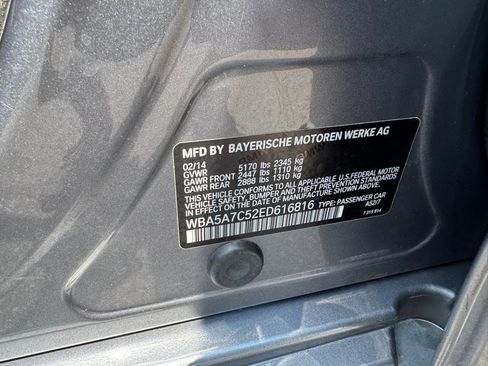 MFD BY BAYERISCHE MOTOREN WERKE AG
02/14
GVWR 5170 lbs 2345 kg
GAWR FRONT 2447 lbs 1110 kg
GAWR REAR 2888 lbs 1310 kg
THIS VEHICLE CONFORMS TO ALL APPLICABLE U.S.FEDERAL MOTOR
VEHICLE SAFETY, BUMPER, AND THEFT PREVENTION STANDARDS
IN EFFECT ON THE DATE OF MANUFACTURE SHOWN ABOVE.
WBA5A7C52ED616816 TYPE: PASSENGER CAR
A52/7